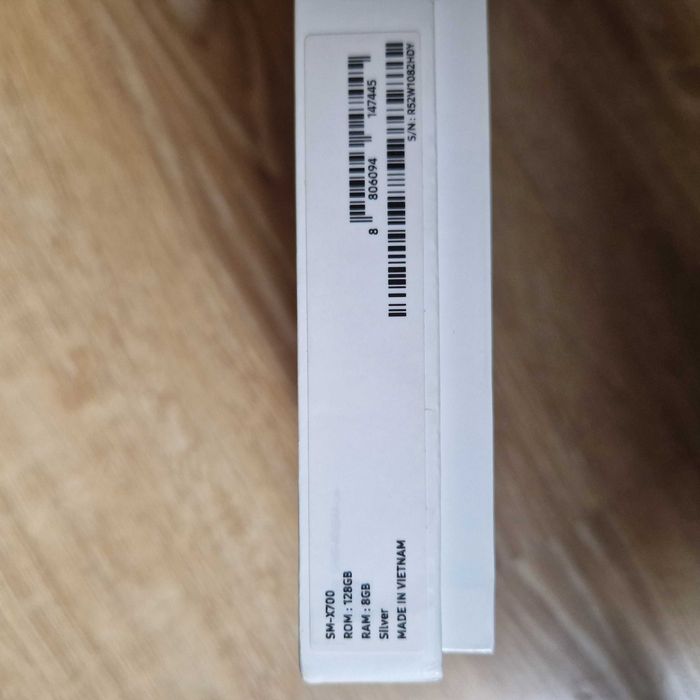 SM-X700
ROM : 128GB
RAM : 8GB
Silver
MADE IN VIETNAM
8 806094 147445
S/N : R52W1082HDY